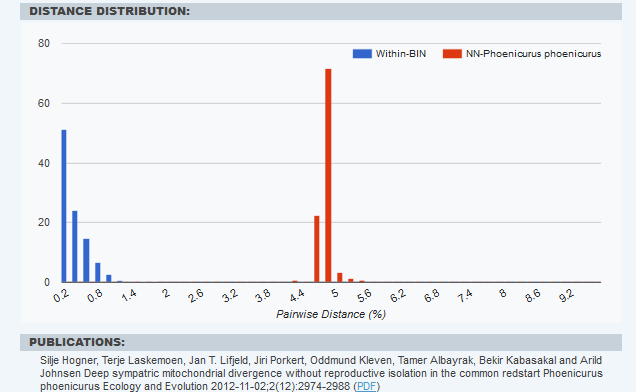 DISTANCE DISTRIBUTION:
80
Within-BIN NN-Phoenicurus phoenicurus
60
40
20
0
0.2 0.8 1.4 2 2.6 3.2 3.8 4.4 5 5.6 6.2 6.8 7.4 8 8.6 9.2
Pairwise Distance (%)
PUBLICATIONS:
Silje Hogner, Terje Laskemoen, Jan T. Lifjeld, Jiri Porkert, Oddmund Kleven, Tamer Albayrak, Bekir Kabasakal and Arild
Johnsen Deep sympatric mitochondrial divergence without reproductive isolation in the common redstart Phoenicurus
phoenicurus Ecology and Evolution 2012-11-02;2(12):2974-2988 (PDF)